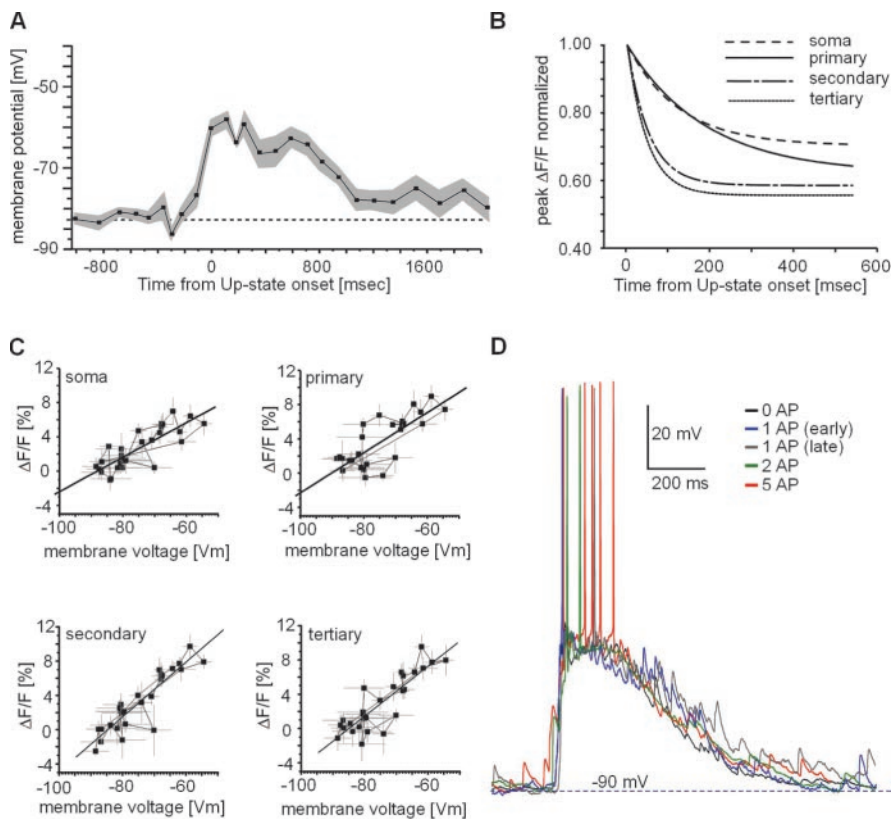 A
membrane potential [mV]
-50
-70
-90
-800
0
800
1600
Time from Up-state onset [msec]
B
peak ΔF/F normalized
1.00
0.80
0.60
0.40
0
200
400
600
Time from Up-state onset [msec]
soma
primary
secondary
tertiary
C
soma
ΔF/F [%]
12
8
4
0
-4
-100
-80
-60
membrane voltage [Vm]
primary
ΔF/F [%]
12
8
4
0
-4
-100
-80
-60
membrane voltage [Vm]
secondary
ΔF/F [%]
12
8
4
0
-4
-100
-80
-60
membrane voltage [Vm]
tertiary
ΔF/F [%]
12
8
4
0
-4
-100
-80
-60
membrane voltage [Vm]
D
20 mV
200 ms
0 AP
1 AP (early)
1 AP (late)
2 AP
5 AP
-90 mV